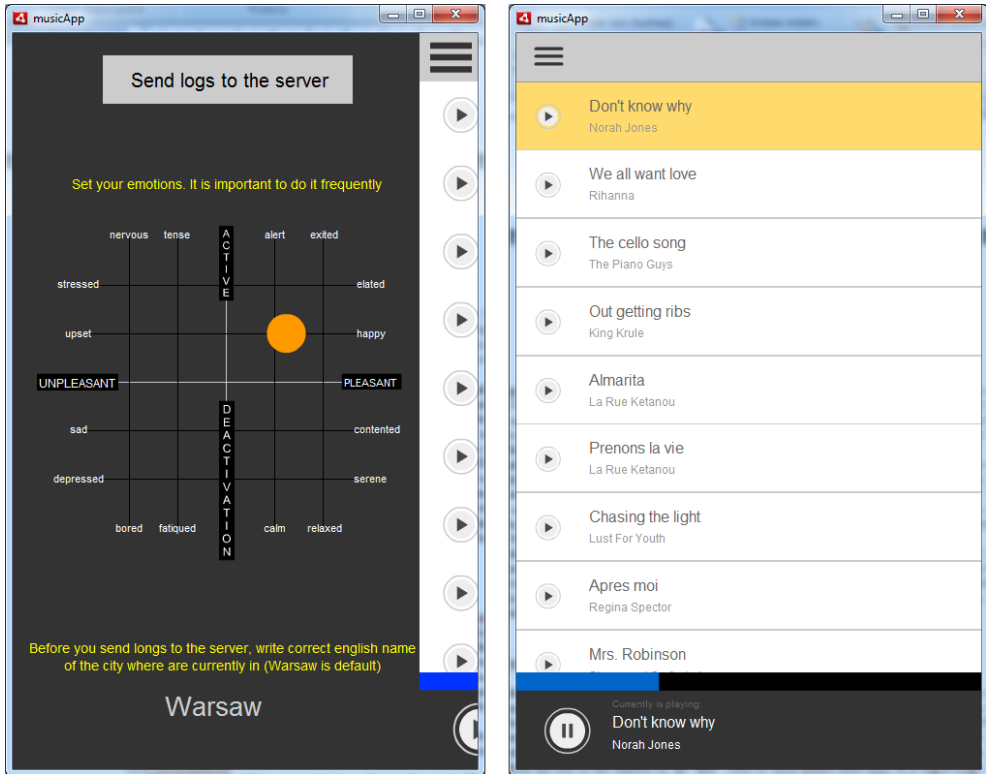 musicApp
Send logs to the server
Set your emotions. It is important to do it frequently
nervous tense ACTIVE alert exited
stressed elated
upset happy
UNPLEASANT PLEASANT
sad DEACTIVATION contented
depressed serene
bored fatiqued calm relaxed
Before you send longs to the server, write correct english name
of the city where are currently in (Warsaw is default)
Warsaw
musicApp
Don't know why
Norah Jones
We all want love
Rihanna
The cello song
The Piano Guys
Out getting ribs
King Krule
Almarita
La Rue Ketanou
Prenons la vie
La Rue Ketanou
Chasing the light
Lust For Youth
Apres moi
Regina Spector
Mrs. Robinson
Currently is playing:
Don't know why
Norah Jones